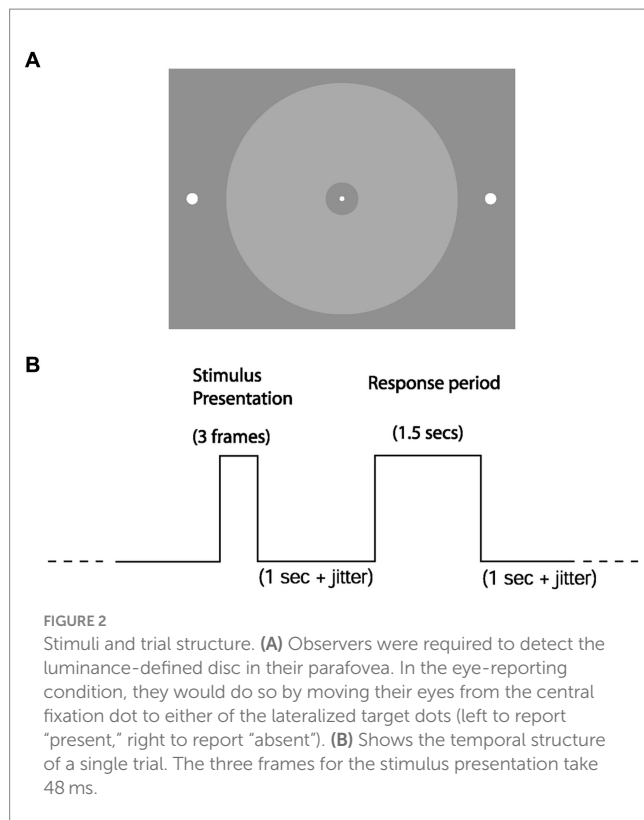 A
B
Stimulus
Presentation
(3 frames)
Response period
(1.5 secs)
(1 sec + jitter)
(1 sec + jitter)
FIGURE 2
Stimuli and trial structure. (A) Observers were required to detect the
luminance-defined disc in their parafovea. In the eye-reporting
condition, they would do so by moving their eyes from the central
fixation dot to either of the lateralized target dots (left to report
“present,” right to report “absent”). (B) Shows the temporal structure
of a single trial. The three frames for the stimulus presentation take
48 ms.